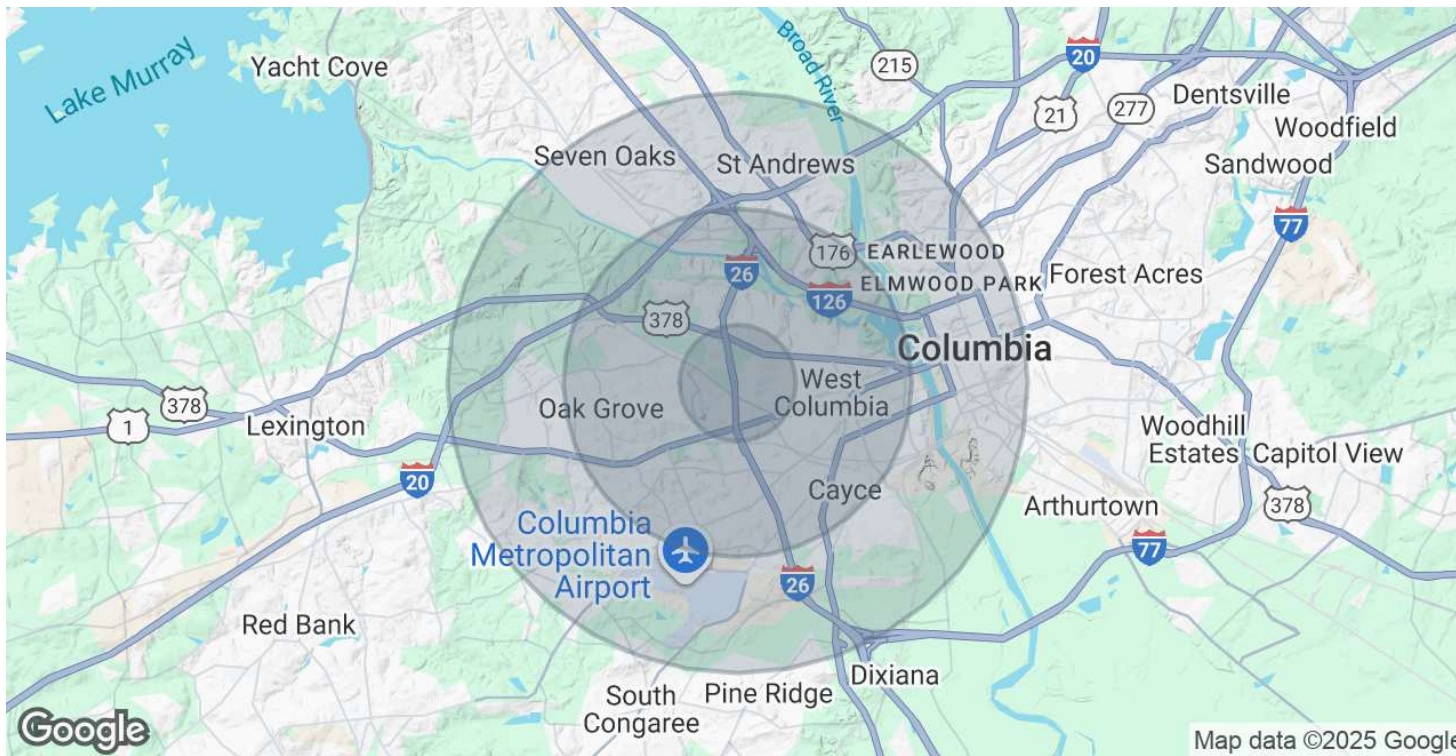 Lake Murray
Yacht Cove
Broad River
215
20
21
277
Dentsville
Woodfield
Sandwood
Seven Oaks
St Andrews
77
176
EARLEWOOD
26
ELMWOOD PARK
Forest Acres
126
378
Columbia
West
Columbia
Oak Grove
378
1
Lexington
Woodhill
Estates
Capitol View
20
Cayce
Arthurtown
378
Columbia
Metropolitan
Airport
77
26
Red Bank
Dixiana
South
Congaree
Pine Ridge
Google
Map data ©2025 Google